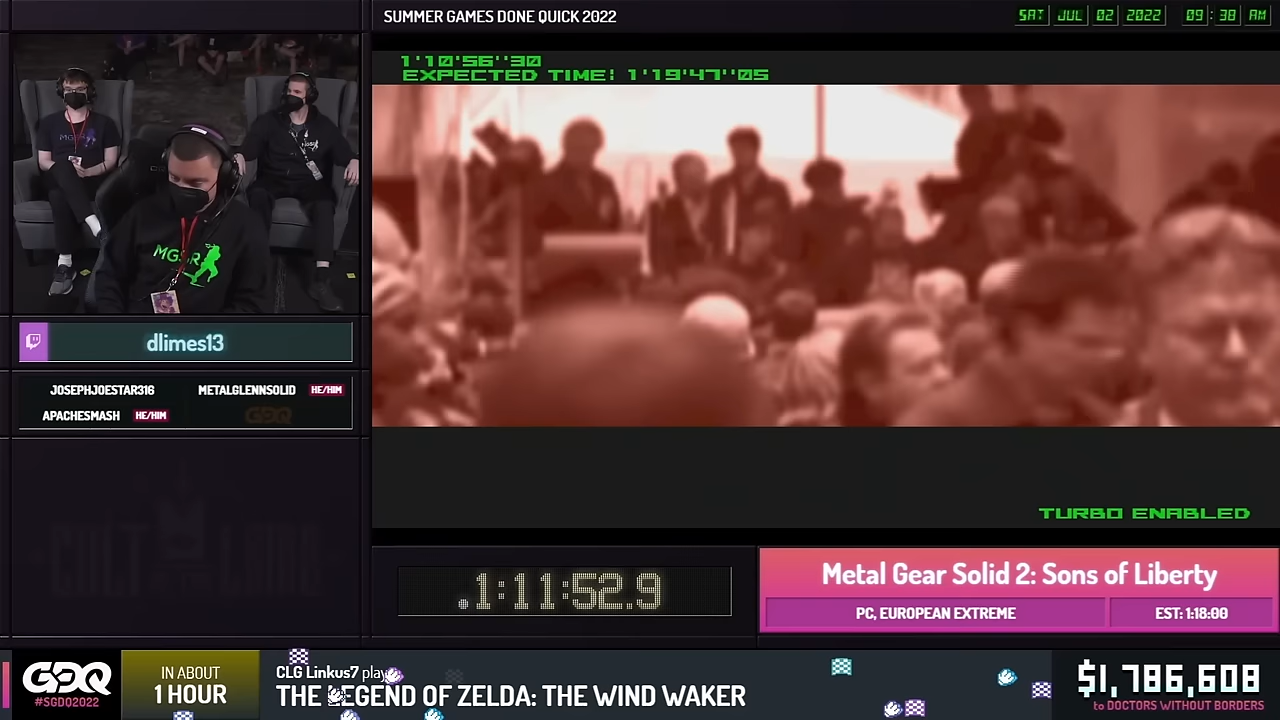 SUMMER GAMES DONE QUICK 2022
SAT JUL 02 2022 09:38 AM
1'10'56''30
EXPECTED TIME: 1'19'47''05
MGSR
dlimes13
JOSEPHJOESTAR316
METALGLENNSOLID HE/HIM
APACHESMASH HE/HIM
GDQ
TURBO ENABLED
1:11:52.9
Metal Gear Solid 2: Sons of Liberty
PC, EUROPEAN EXTREME
EST: 1:18:00
GDQ
#SGDQ2022
IN ABOUT
1 HOUR
CLG Linkus7 play
THE LEGEND OF ZELDA: THE WIND WAKER
$1,786,608
to DOCTORS WITHOUT BORDERS